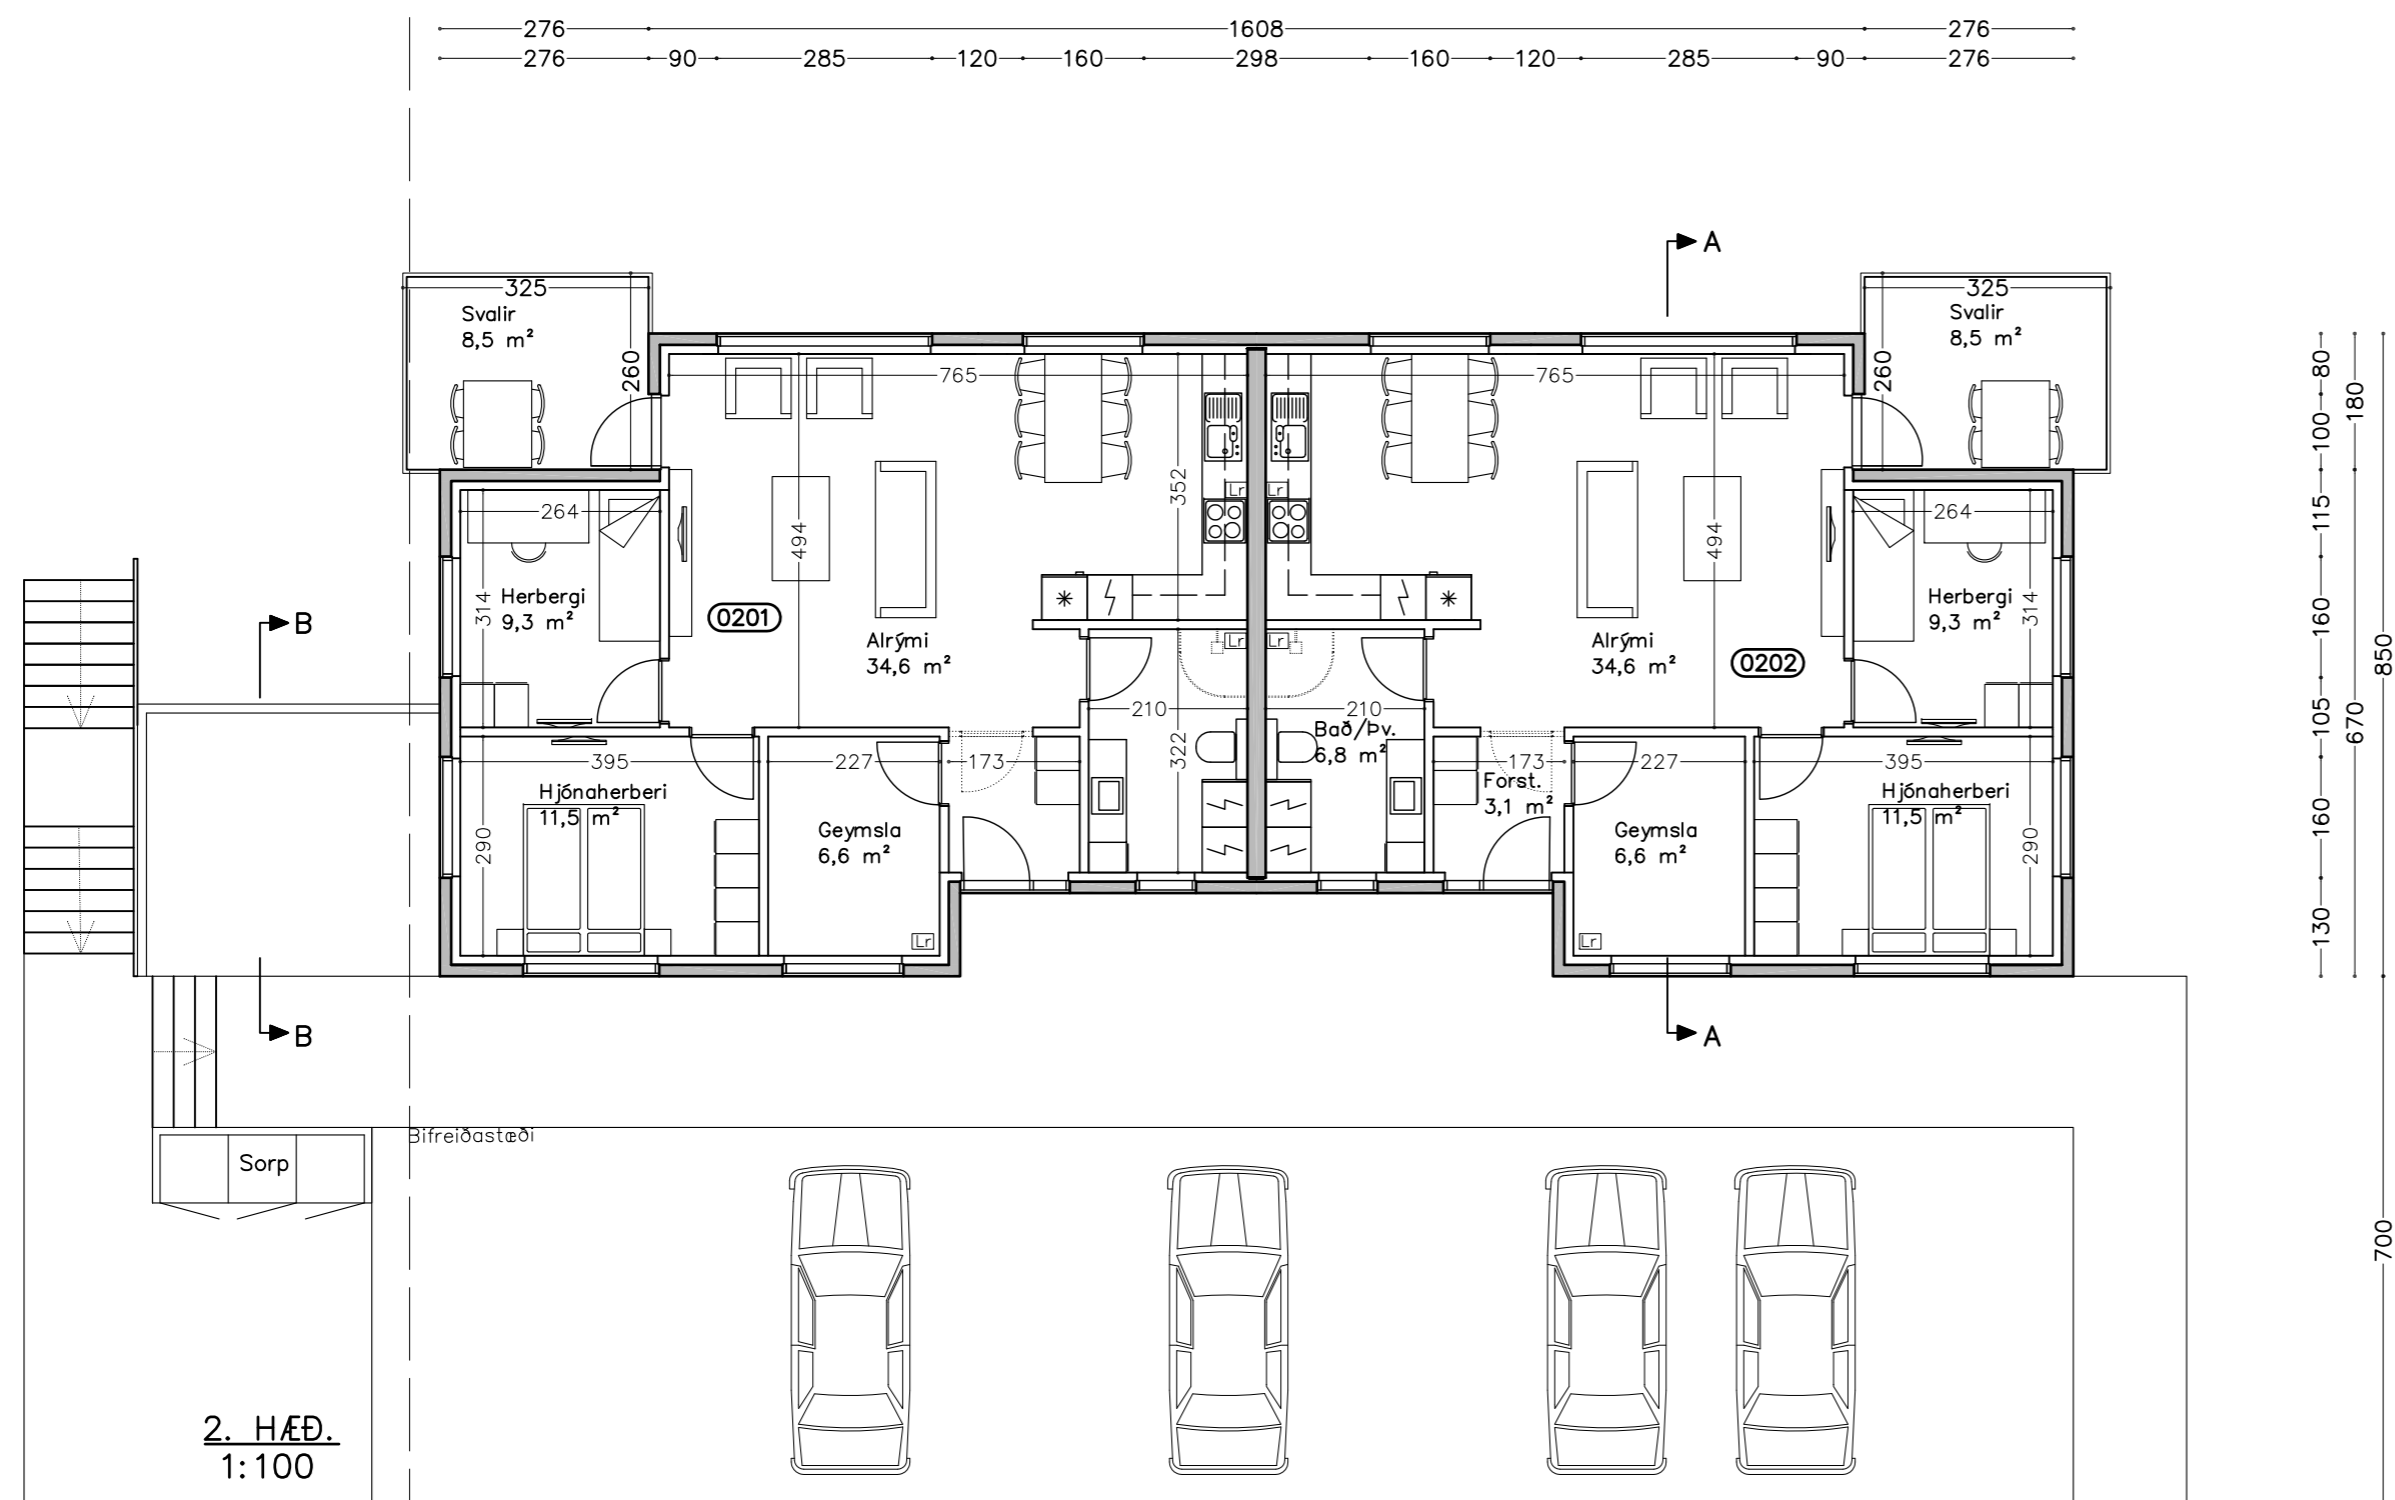 276 1608 276
276 90 285 120 160 298 160 120 285 90 276
A
325
Svalir
8,5 m²
260
325
Svalir
8,5 m²
260
80
100
115
160
105
160
130
180
670
850
700
765
765
494
352
494
264
314
Herbergi
9,3 m²
0201
Alrými
34,6 m²
Lr
Lr
Lr
Lr
Alrými
34,6 m²
0202
264
Herbergi
9,3 m²
314
B
210
210
Bað/Þv.
6,8 m²
322
395
227
173
173
227
395
Forst.
3,1 m²
Hjónaherberi
11,5 m²
290
Geymsla
6,6 m²
Lr
Geymsla
6,6 m²
Lr
Hjónaherberi
11,5 m²
290
B
A
Bifreiðastæði
Sorp
2. HÆÐ.
1:100